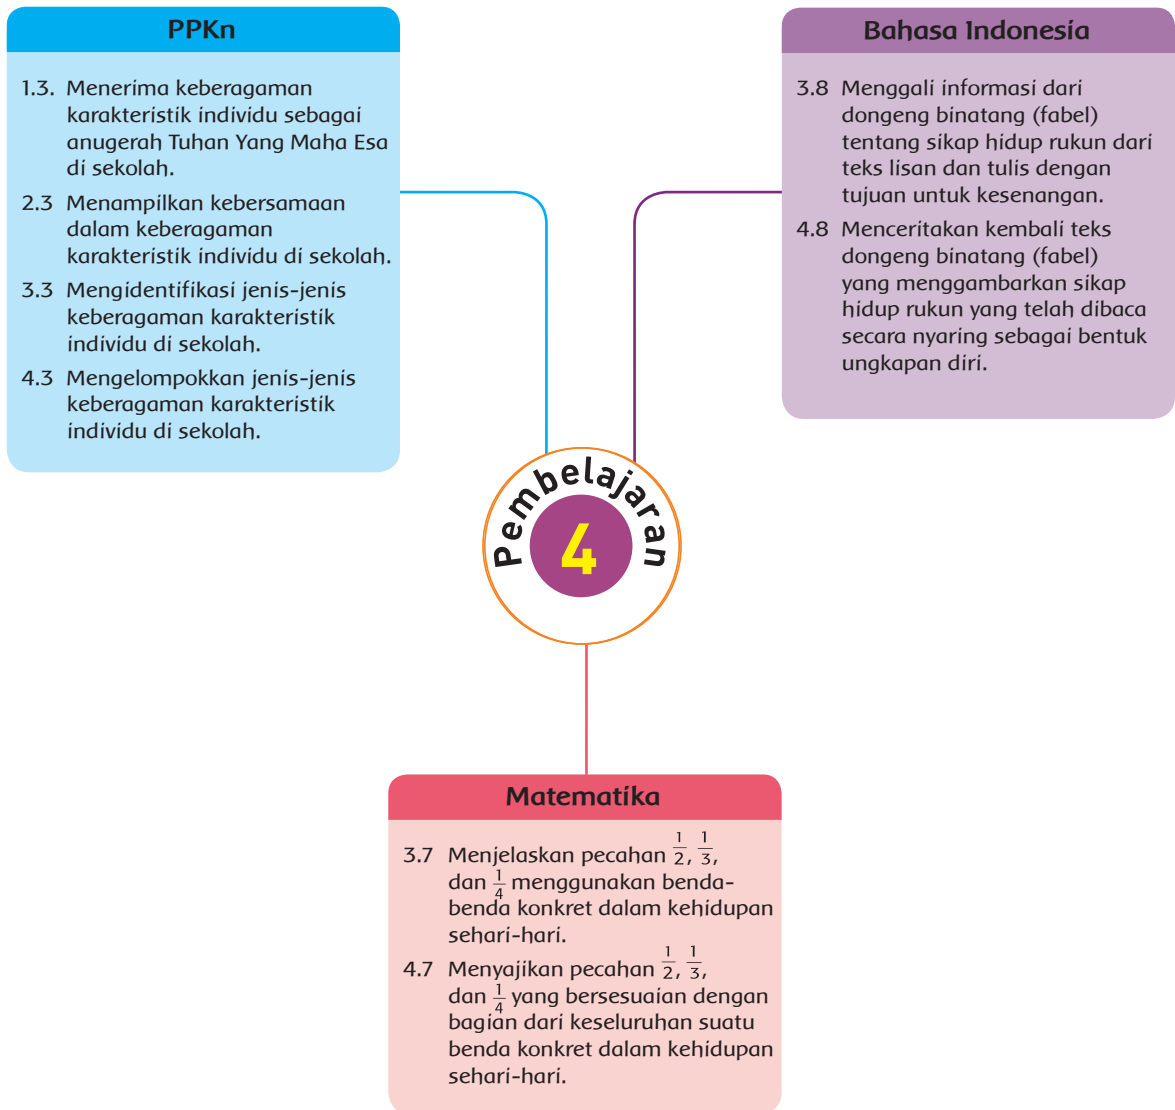 PPKn
1.3. Menerima keberagaman
karakteristik individu sebagai
anugerah Tuhan Yang Maha Esa
di sekolah.
2.3 Menampilkan kebersamaan
dalam keberagaman
karakteristik individu di sekolah.
3.3 Mengidentifikasi jenis-jenis
keberagaman karakteristik
individu di sekolah.
4.3 Mengelompokkan jenis-jenis
keberagaman karakteristik
individu di sekolah.
Bahasa Indonesia
3.8 Menggali informasi dari
dongeng binatang (fabel)
tentang sikap hidup rukun dari
teks lisan dan tulis dengan
tujuan untuk kesenangan.
4.8 Menceritakan kembali teks
dongeng binatang (fabel)
yang menggambarkan sikap
hidup rukun yang telah dibaca
secara nyaring sebagai bentuk
ungkapan diri.
Pembelajaran
4
Matematika
3.7 Menjelaskan pecahan 1/2, 1/3,
dan 1/4 menggunakan benda-
benda konkret dalam kehidupan
sehari-hari.
4.7 Menyajikan pecahan 1/2, 1/3,
dan 1/4 yang bersesuaian dengan
bagian dari keseluruhan suatu
benda konkret dalam kehidupan
sehari-hari.